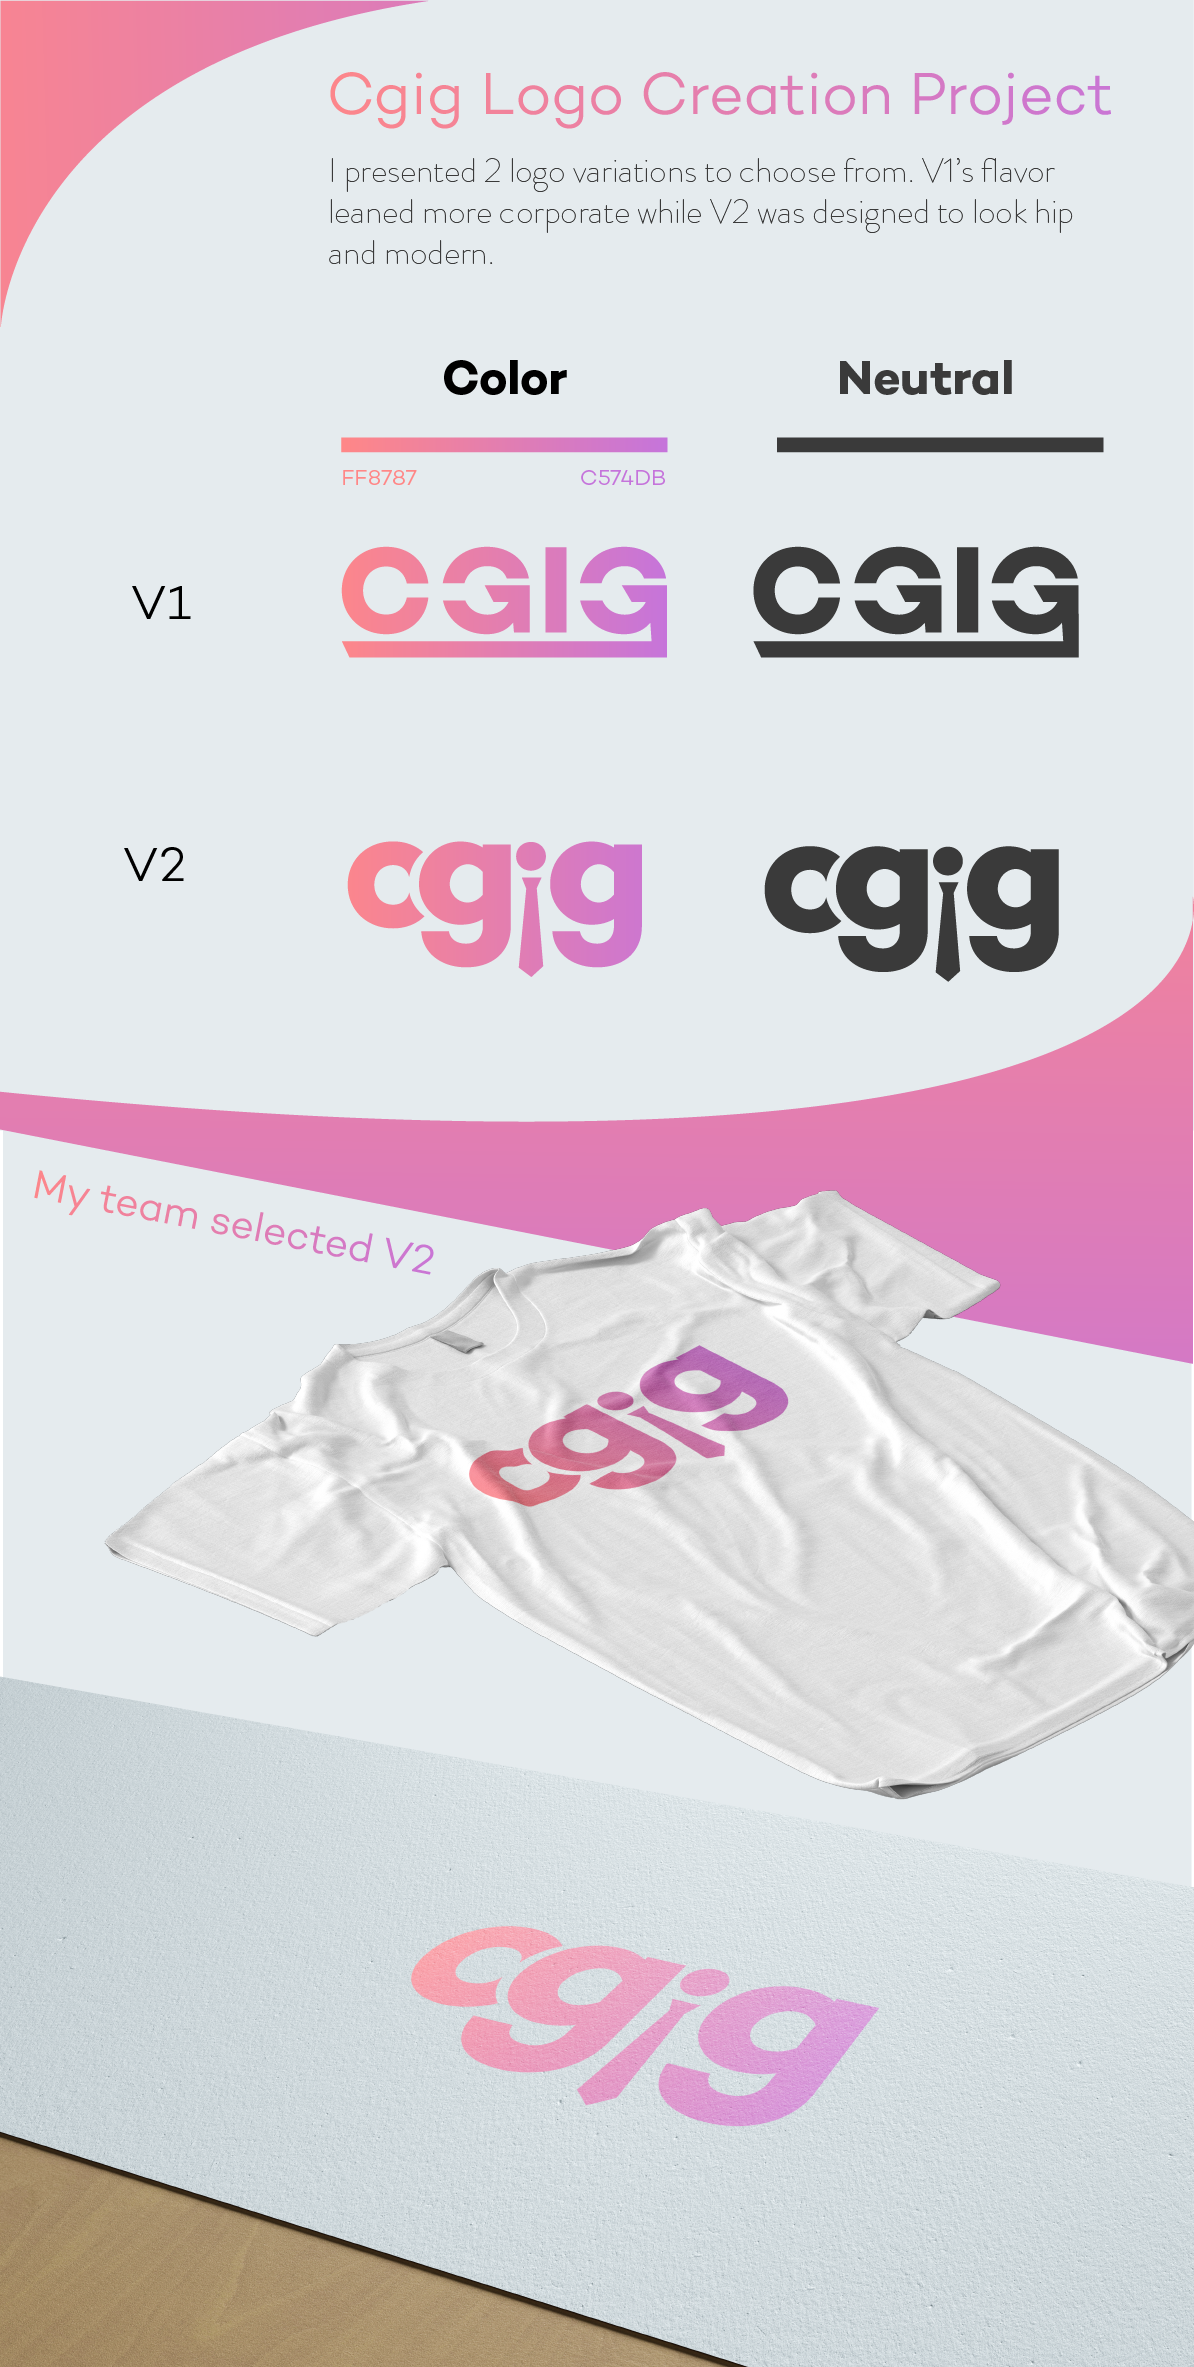 Cgig Logo Creation Project
I presented 2 logo variations to choose from. V1’s flavor
leaned more corporate while V2 was designed to look hip
and modern.
Color
Neutral
FF8787
C574DB
V1
CGIG
CGIG
V2
cgig
cgig
My team selected V2
cgig
cgig